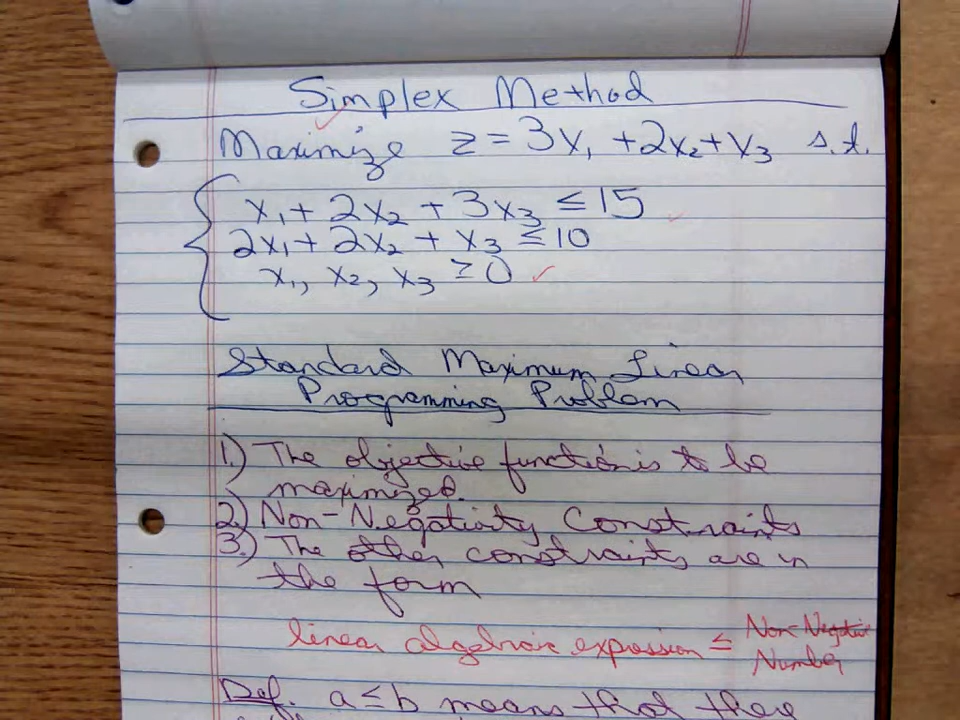 Simplex Method
Maximize z = 3x₁ + 2x₂ + x₃ s.t.
x₁ + 2x₂ + 3x₃ ≤ 15
2x₁ + 2x₂ + x₃ ≤ 10
x₁, x₂, x₃ ≥ 0
Standard Maximum Linear
Programming Problem
1.) The objective function is to be
maximized.
2.) Non-Negativity Constraints
3.) The other constraints are in
the form
linear algebraic expression ≤ Non-Negative
Number
Def. a ≤ b means that there